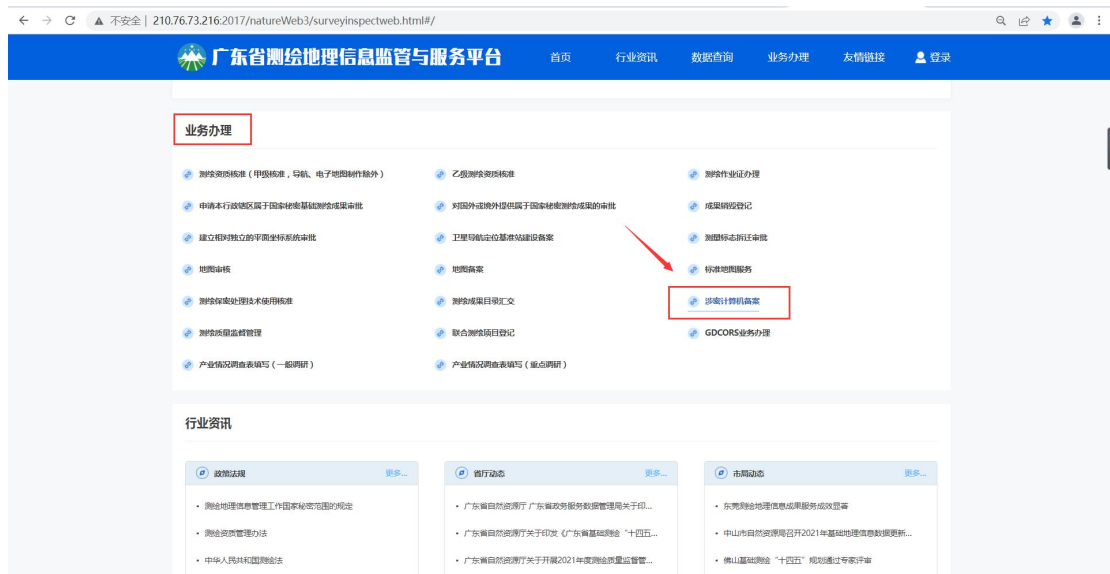 不安全 | 210.76.73.216:2017/natureWeb3/surveyinspectweb.html#/
广东省测绘地理信息监管与服务平台 首页 行业资讯 数据查询 业务办理 友情链接 登录
业务办理
测绘资质核准（甲级核准，导航、电子地图制作除外） 乙级测绘资质核准 测绘作业证办理
申请本行政辖区属于国家秘密基础测绘成果审批 对国外或境外提供属于国家秘密测绘成果的审批 成果销毁登记
建立相对独立的平面坐标系统审批 卫星导航定位基准站建设备案 测量标志拆迁审批
地图审核 地图备案 标准地图服务
测绘保密处理技术使用核准 测绘成果目录汇交 涉密计算机备案
测绘质量监督管理 联合测绘项目登记 GDCORS业务办理
产业情况调查表填写（一般调研） 产业情况调查表填写（重点调研）
行业资讯
政策法规 更多... 省厅动态 更多... 市局动态 更多...
• 测绘地理信息管理工作国家秘密范围的规定 • 广东省自然资源厅 广东省政务服务数据管理局关于印... • 东莞测绘地理信息成果服务成效显著
• 测绘资质管理办法 • 广东省自然资源厅关于印发《广东省基础测绘“十四五... • 中山市自然资源局召开2021年基础地理信息数据更新...
• 中华人民共和国测绘法 • 广东省自然资源厅关于开展2021年度测绘质量监督管... • 佛山基础测绘“十四五”规划通过专家评审